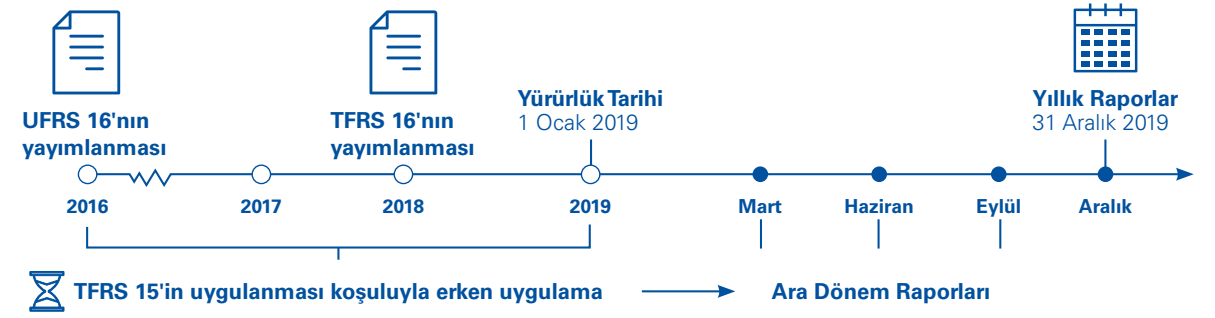 UFRS 16'nın
yayımlanması
TFRS 16'nın
yayımlanması
Yürürlük Tarihi
1 Ocak 2019
Yıllık Raporlar
31 Aralık 2019
2016
2017
2018
2019
Mart
Haziran
Eylül
Aralık
TFRS 15'in uygulanması koşuluyla erken uygulama
Ara Dönem Raporları